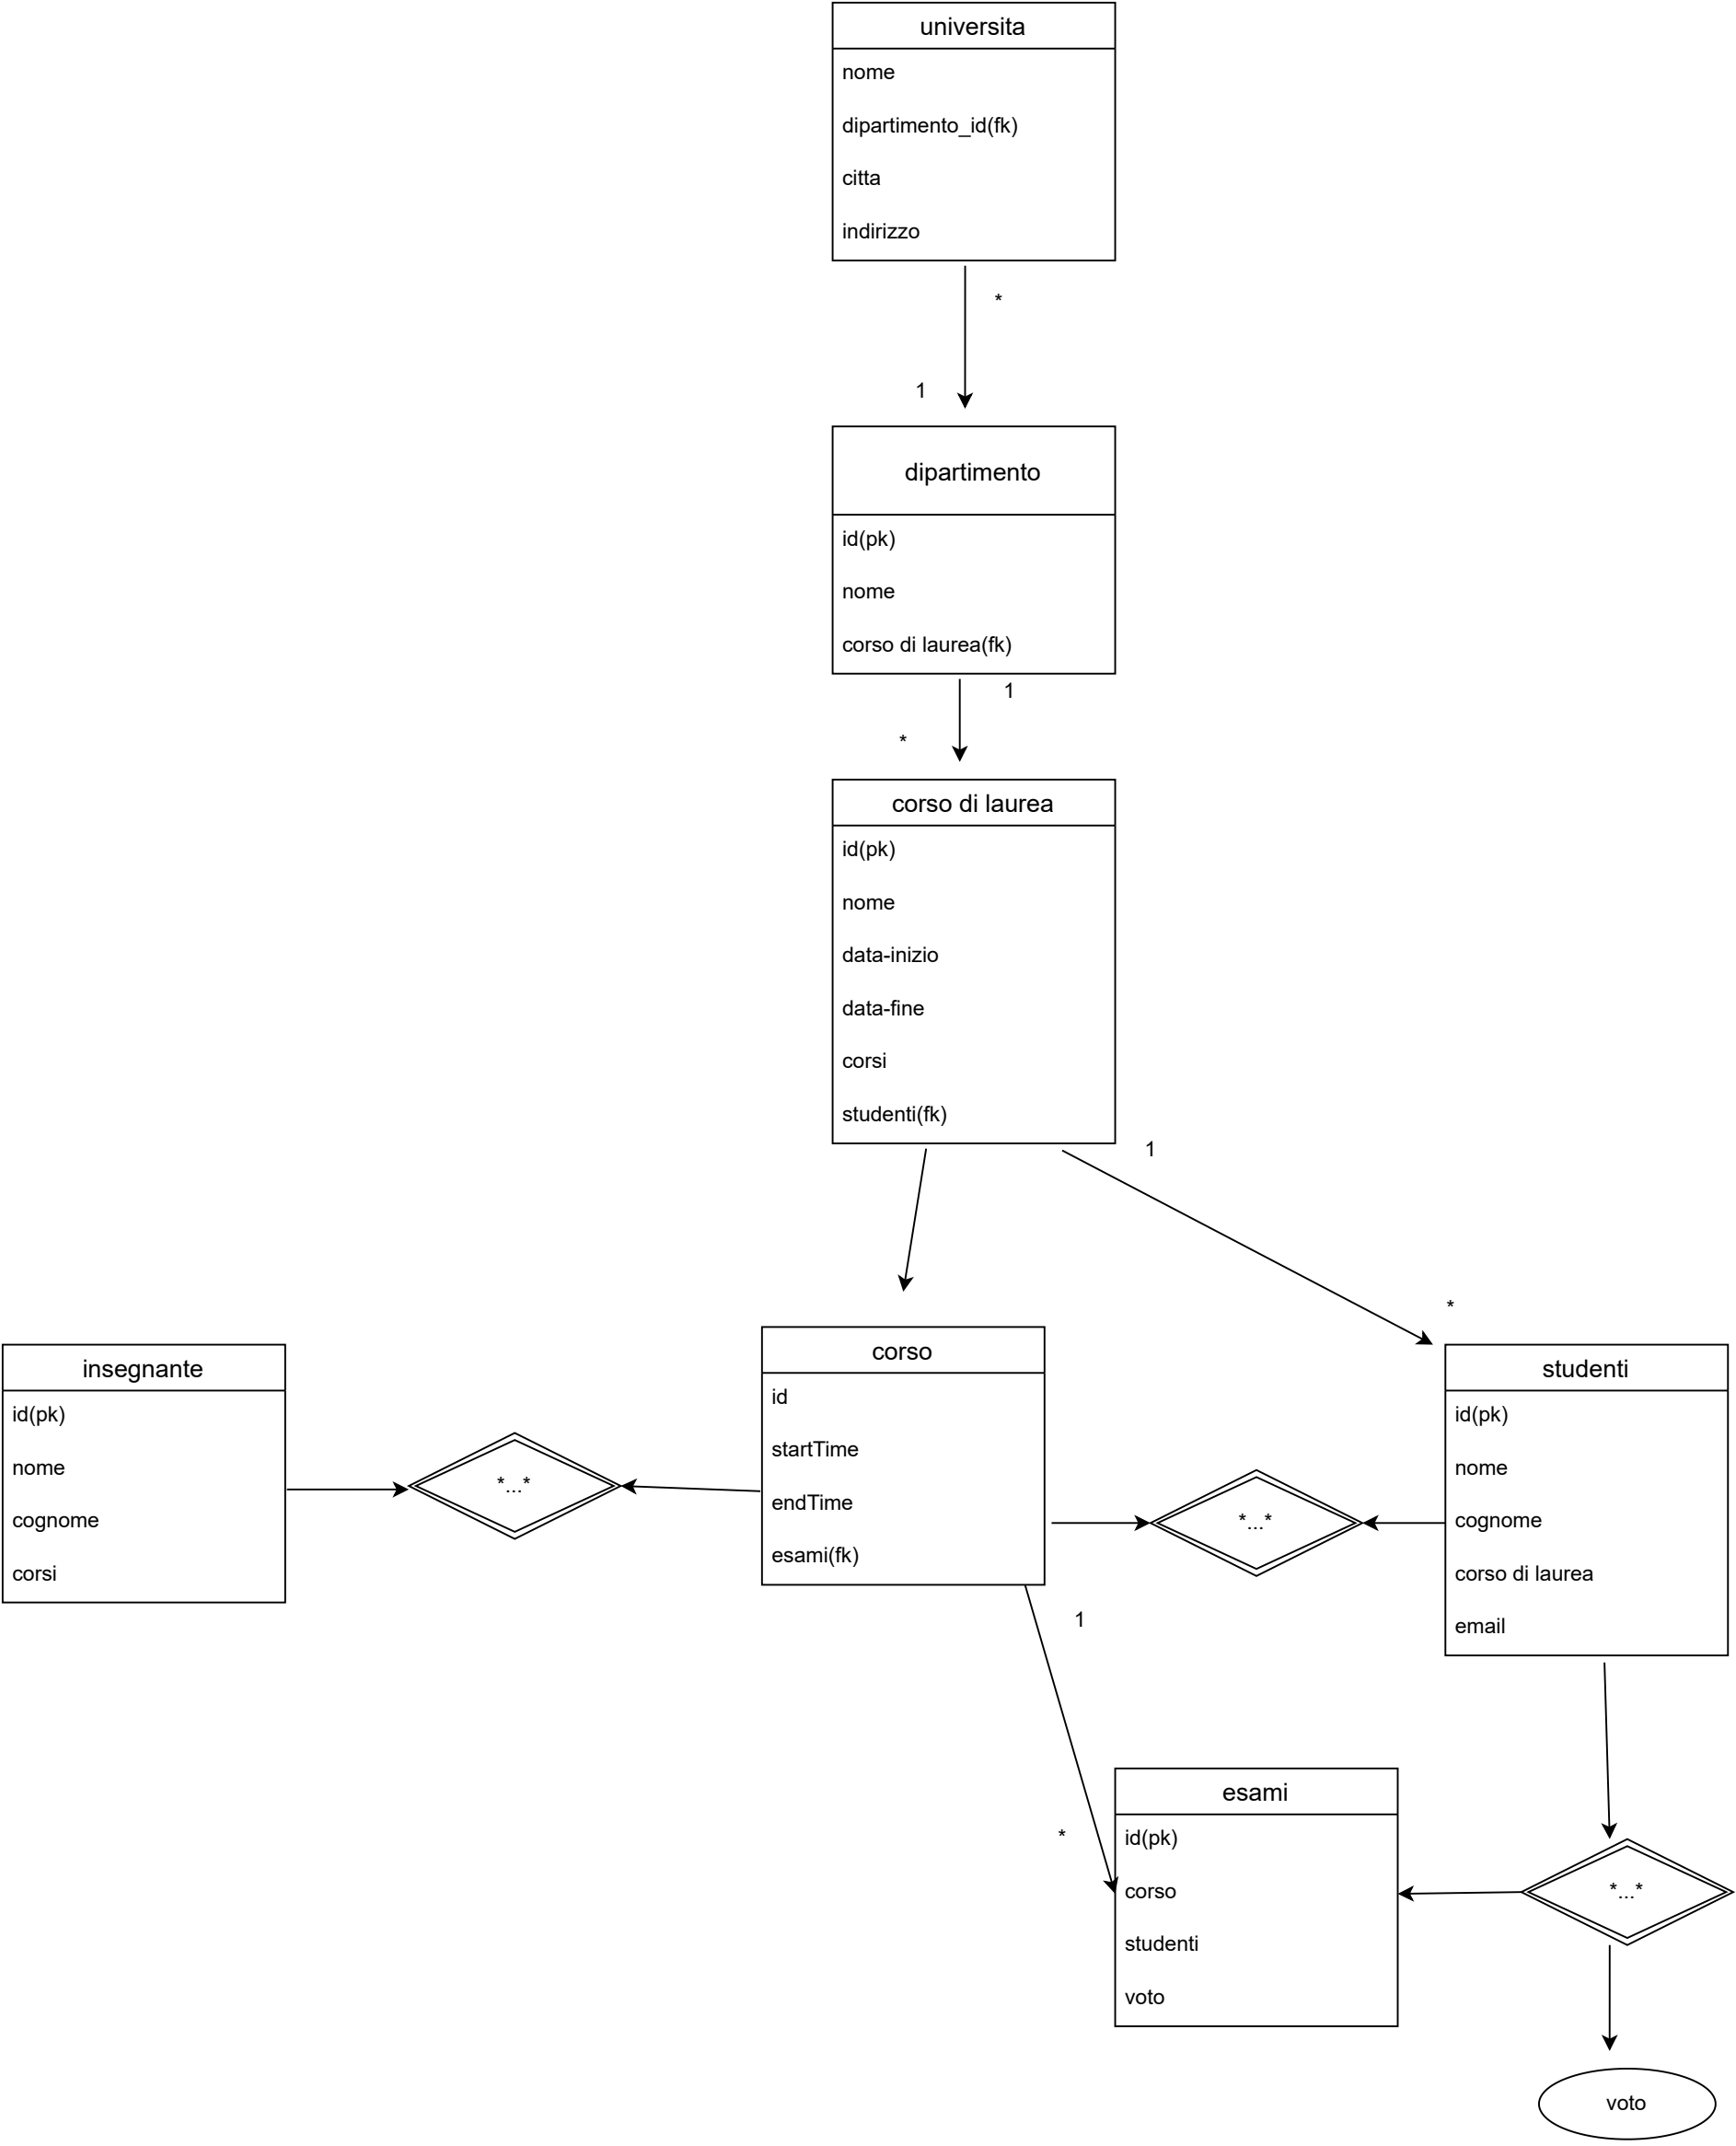 universita
nome
dipartimento_id(fk)
citta
indirizzo
*
1
dipartimento
id(pk)
nome
corso di laurea(fk)
1
*
corso di laurea
id(pk)
nome
data-inizio
data-fine
corsi
studenti(fk)
1
*
insegnante
id(pk)
nome
cognome
corsi
*...*
corso
id
startTime
endTime
esami(fk)
*...*
studenti
id(pk)
nome
cognome
corso di laurea
email
1
*
esami
id(pk)
corso
studenti
voto
*...*
voto